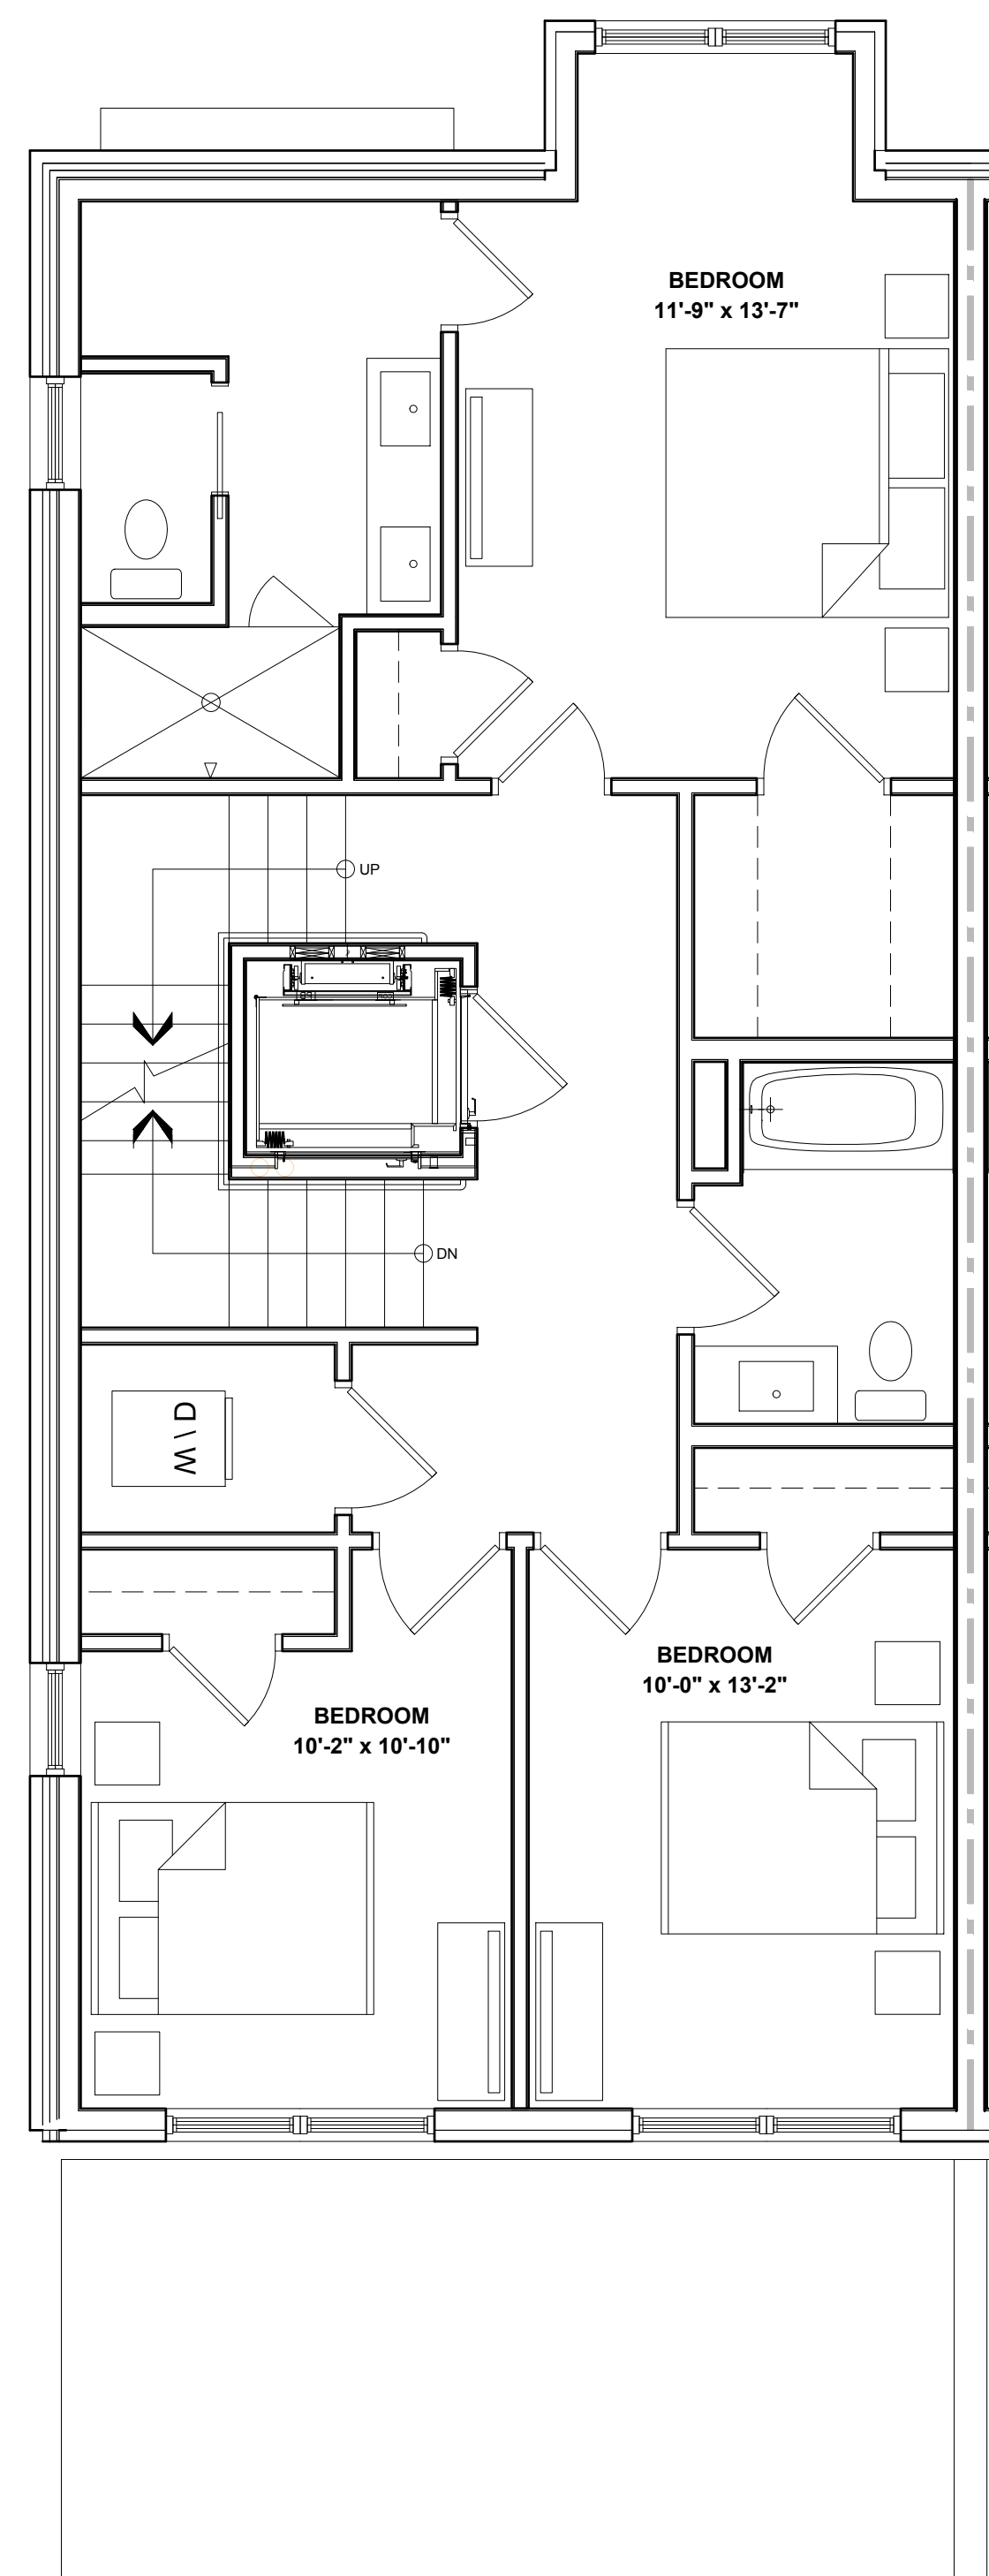 BEDROOM
11'-9" x 13'-7"
UP
DN
D \ W
BEDROOM
10'-0" x 13'-2"
BEDROOM
10'-2" x 10'-10"